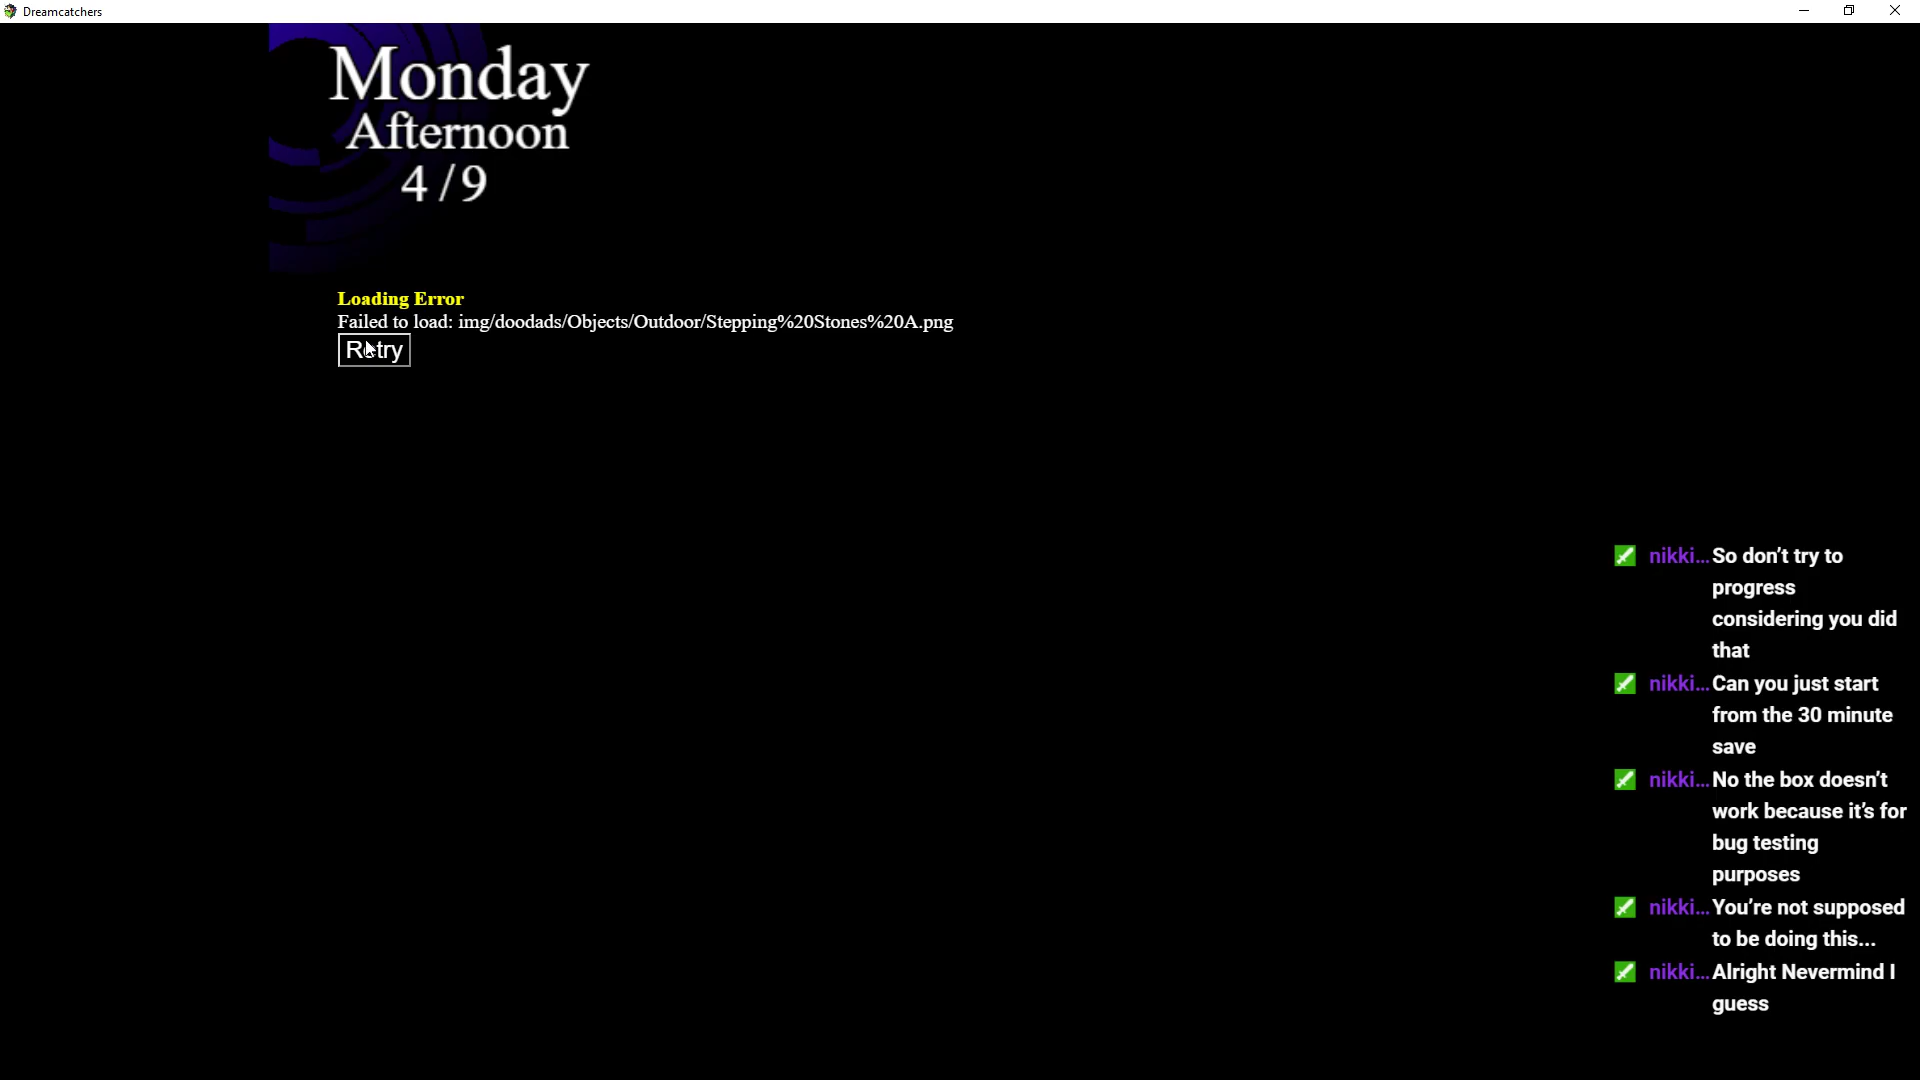 Dreamcatchers
Monday
Afternoon
4/9
Loading Error
Failed to load: img/doodads/Objects/Outdoor/Stepping%20Stones%20A.png
Retry
nikki... So don't try to
progress
considering you did
that
nikki... Can you just start
from the 30 minute
save
nikki... No the box doesn't
work because it's for
bug testing
purposes
nikki... You're not supposed
to be doing this...
nikki... Alright Nevermind I
guess